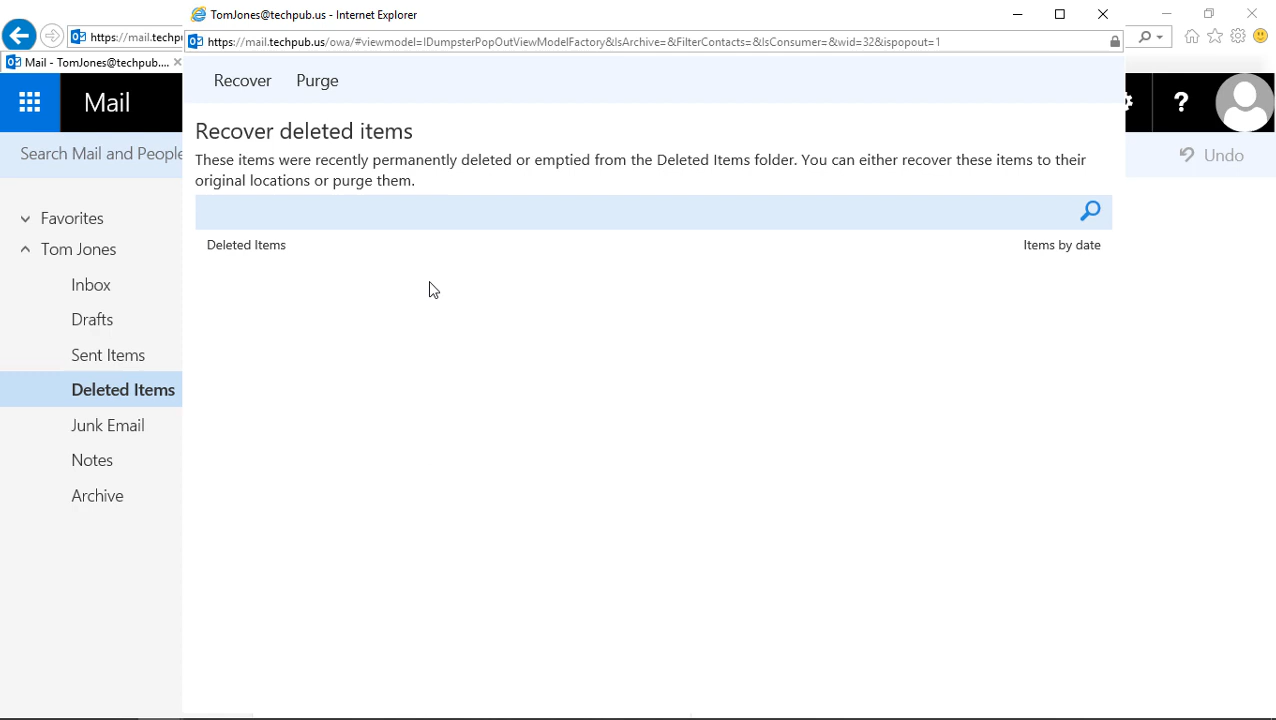 TomJones@techpub.us - Internet Explorer
https://mail.techpub.us/owa/#viewmodel=IDumpsterPopOutViewModelFactory&IsArchive=&FilterContacts=&IsConsumer=&wid=32&ispopout=1
https://mail.techpu
Mail - TomJones@techpub....
Recover Purge
Mail
?
Recover deleted items
These items were recently permanently deleted or emptied from the Deleted Items folder. You can either recover these items to their
original locations or purge them.
Search Mail and People
Undo
Deleted Items Items by date
Favorites
Tom Jones
Inbox
Drafts
Sent Items
Deleted Items
Junk Email
Notes
Archive